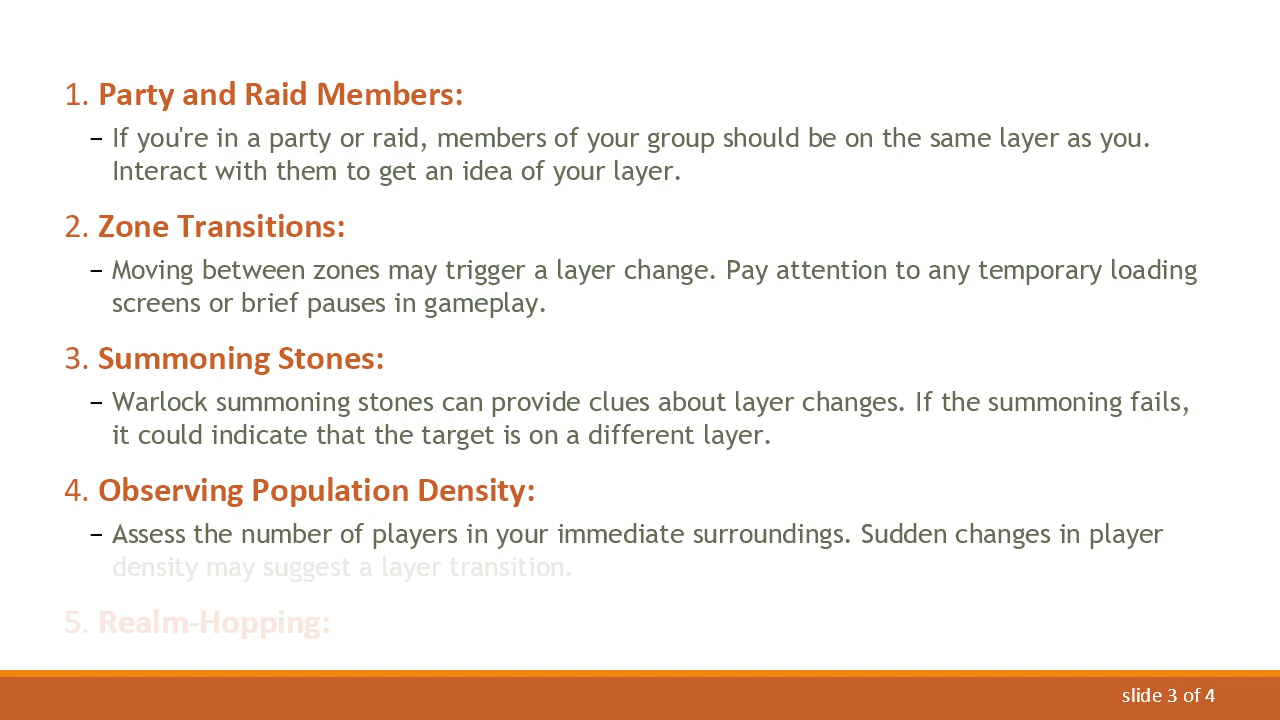 1. Party and Raid Members:
– If you're in a party or raid, members of your group should be on the same layer as you.
Interact with them to get an idea of your layer.
2. Zone Transitions:
– Moving between zones may trigger a layer change. Pay attention to any temporary loading
screens or brief pauses in gameplay.
3. Summoning Stones:
– Warlock summoning stones can provide clues about layer changes. If the summoning fails,
it could indicate that the target is on a different layer.
4. Observing Population Density:
– Assess the number of players in your immediate surroundings. Sudden changes in player
density may suggest a layer transition.
5. Realm-Hopping:
slide 3 of 4